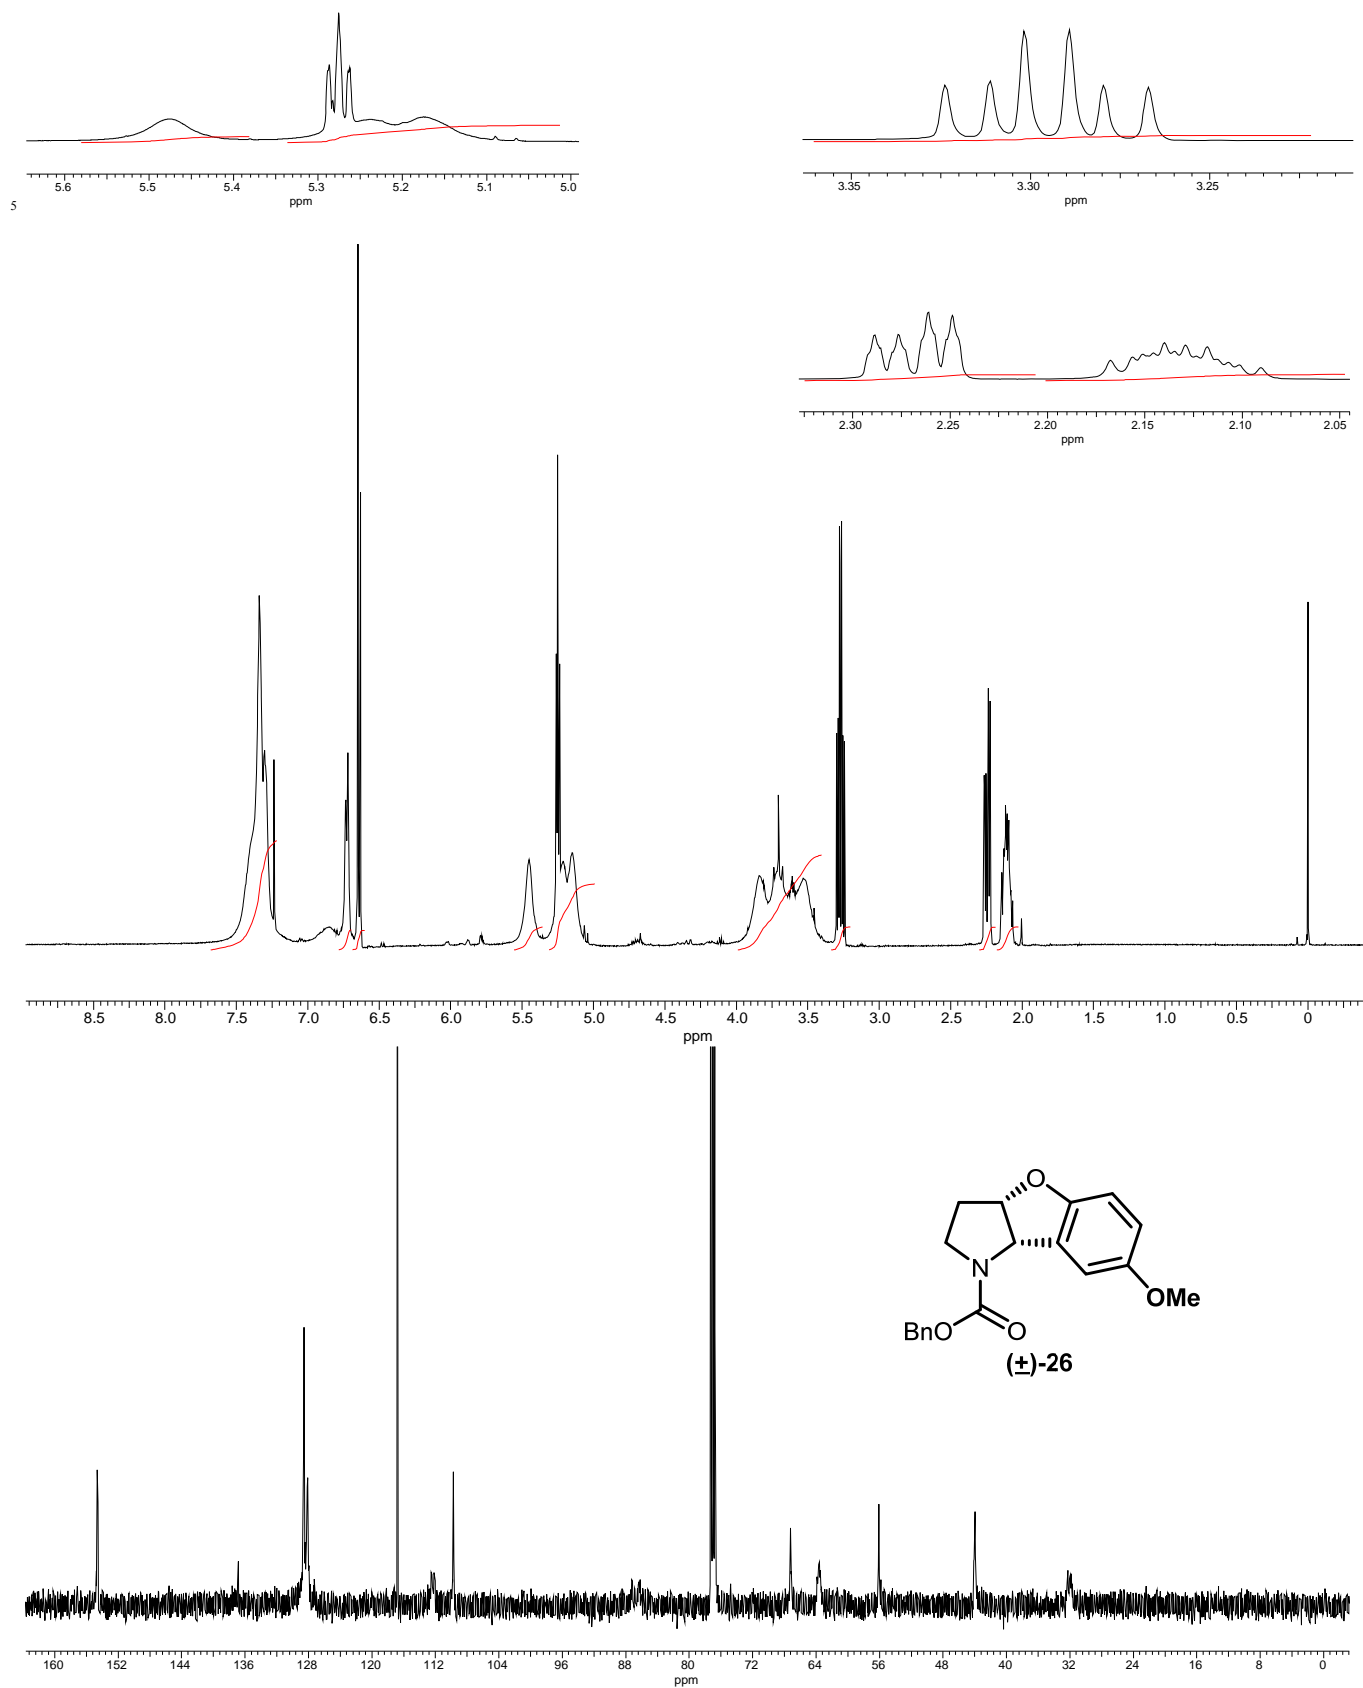 5.6 5.5 5.4 5.3 5.2 5.1 5.0
ppm
3.35 3.30 3.25
ppm
5
2.30 2.25 2.20 2.15 2.10 2.05
ppm
8.5 8.0 7.5 7.0 6.5 6.0 5.5 5.0 4.5 4.0 3.5 3.0 2.5 2.0 1.5 1.0 0.5 0
ppm
O
N
OMe
BnO O
(±)-26
160 152 144 136 128 120 112 104 96 88 80 72 64 56 48 40 32 24 16 8 0
ppm